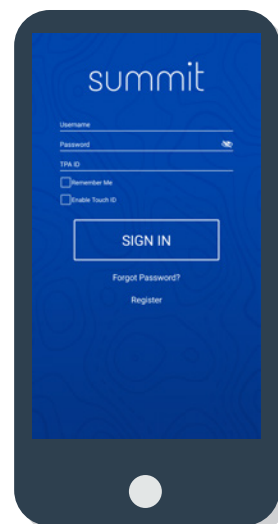 summit
Username
Password
TPA ID
Remember Me
Enable Touch ID
SIGN IN
Forgot Password?
Register